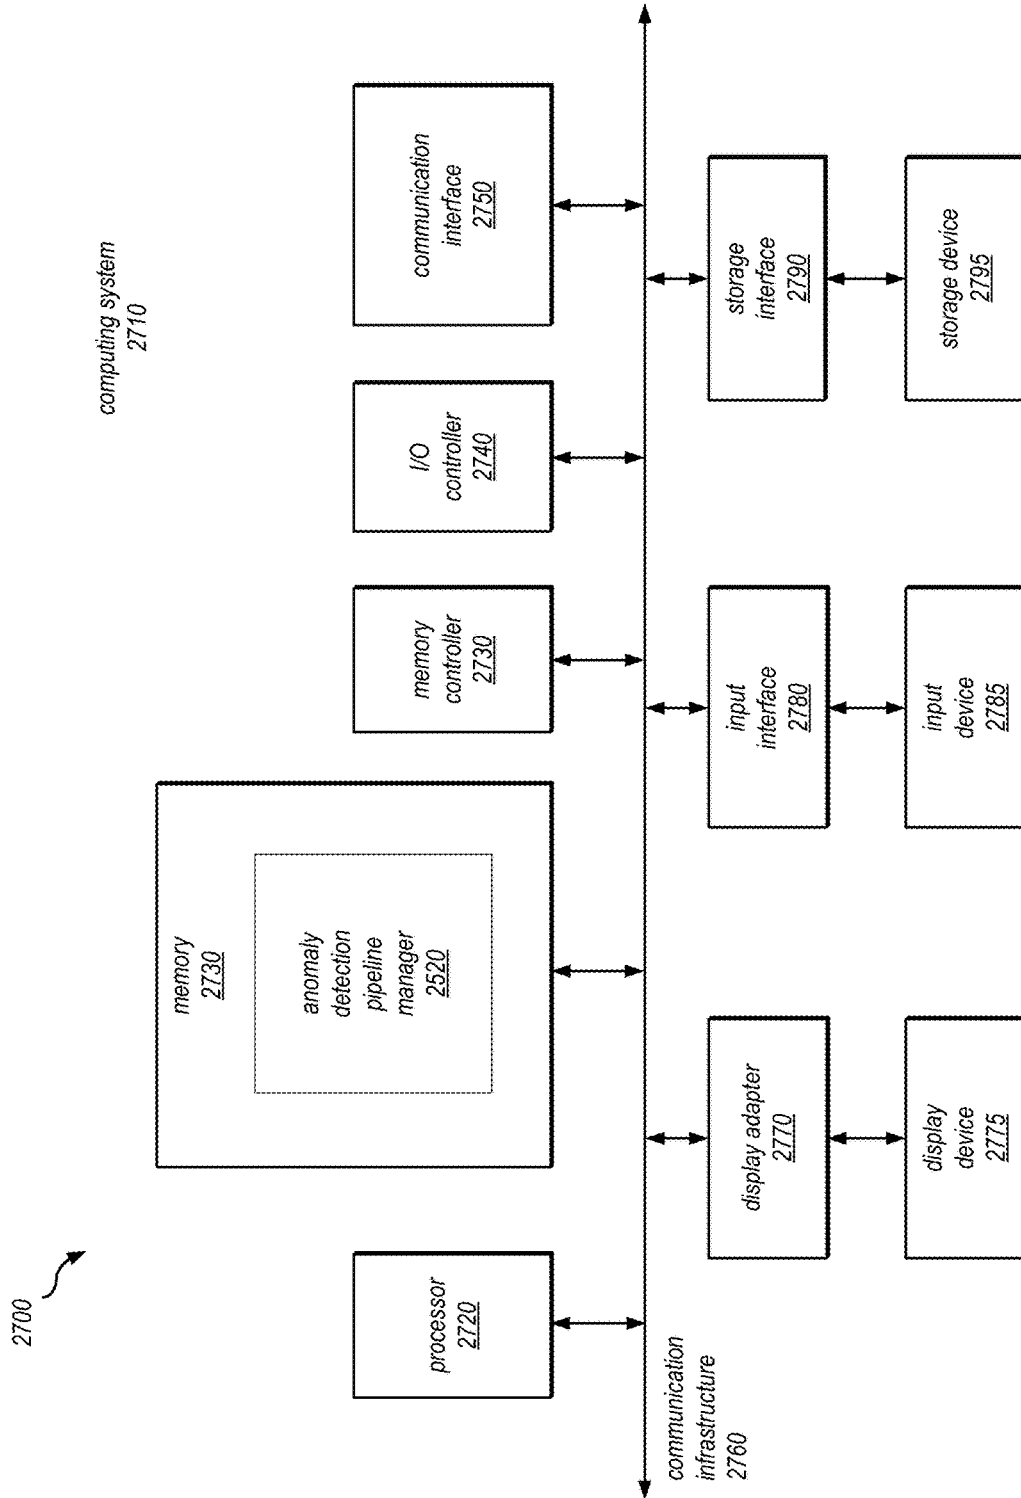 2700
computing system
2710
processor
2720
memory
2730
anomaly
detection
pipeline
manager
2520
memory
controller
2730
I/O
controller
2740
communication
interface
2750
communication
infrastructure
2760
display adapter
2770
input
interface
2780
storage
interface
2790
display
device
2775
input
device
2785
storage device
2795